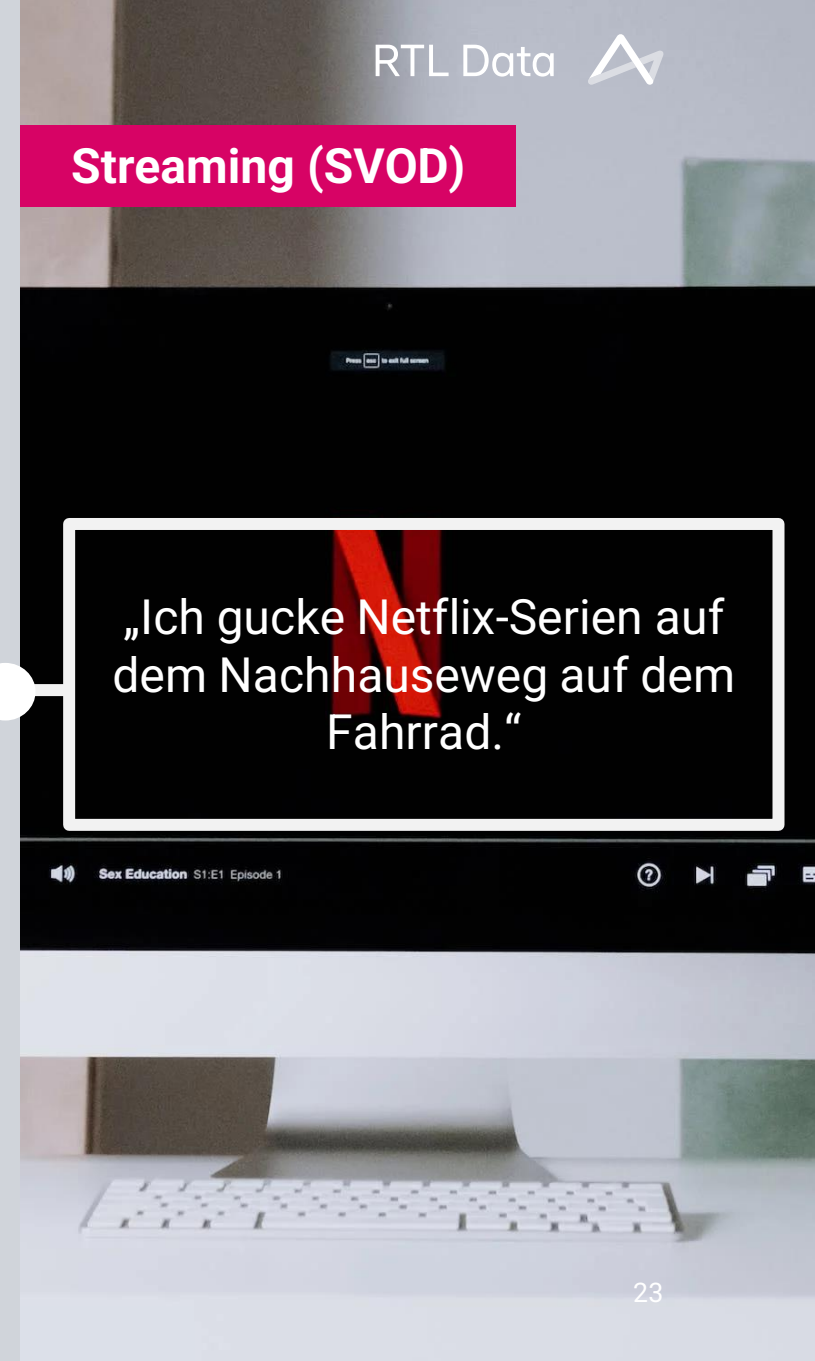 RTL Data
Streaming (SVOD)
Press esc to exit full screen
„Ich gucke Netflix-Serien auf
dem Nachhauseweg auf dem
Fahrrad.“
Sex Education S1:E1 Episode 1
23